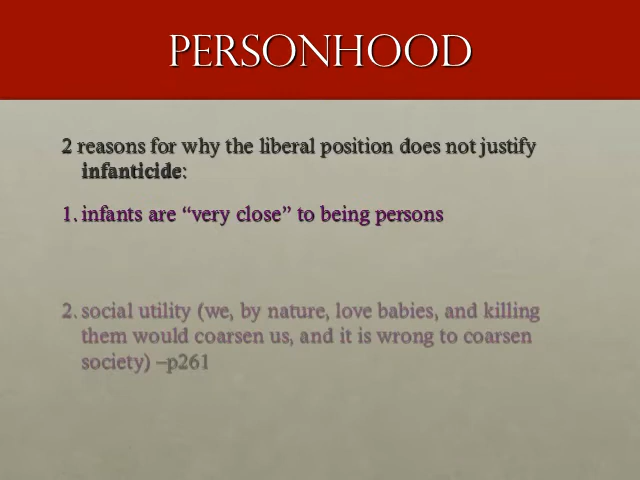 PERSONHOOD
2 reasons for why the liberal position does not justify
infanticide:
1. infants are “very close” to being persons
2. social utility (we, by nature, love babies, and killing
them would coarsen us, and it is wrong to coarsen
society) –p261